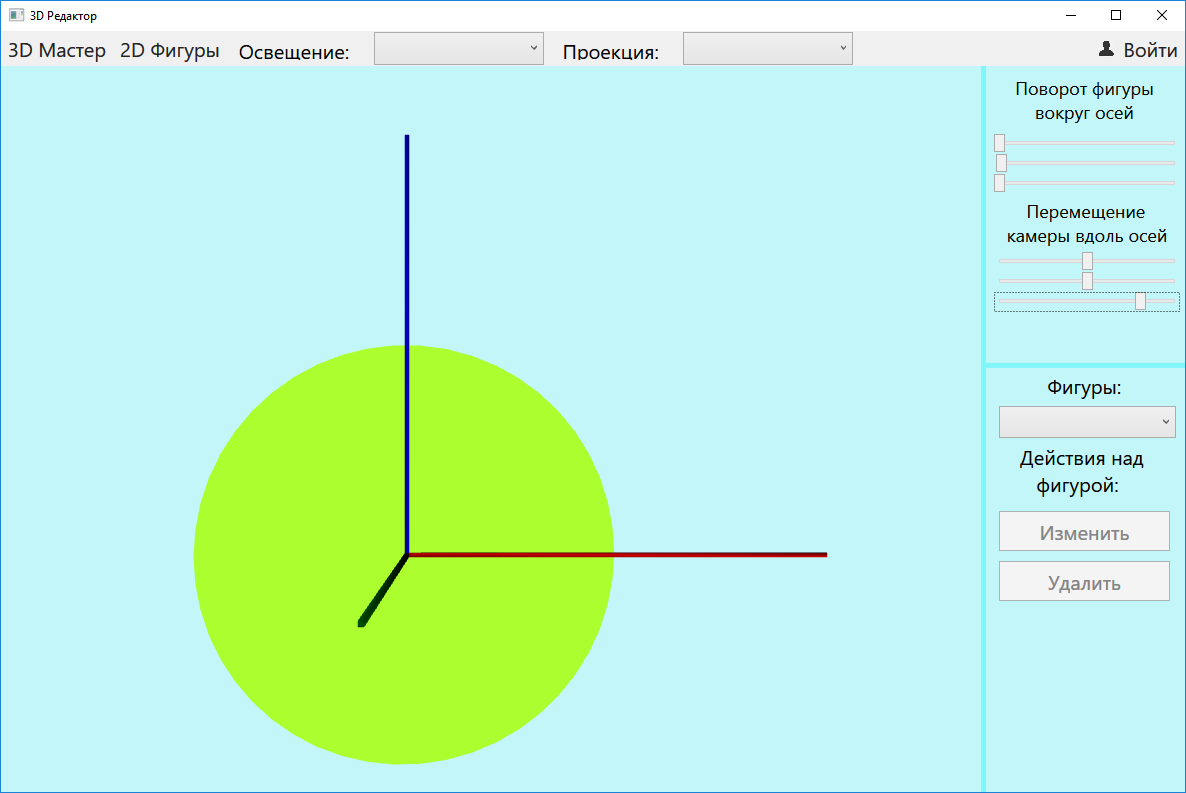 3D Редактор
3D Мастер 2D Фигуры Освещение: Проекция: Войти
Поворот фигуры
вокруг осей
Перемещение
камеры вдоль осей
Фигуры:
Действия над
фигурой:
Изменить
Удалить